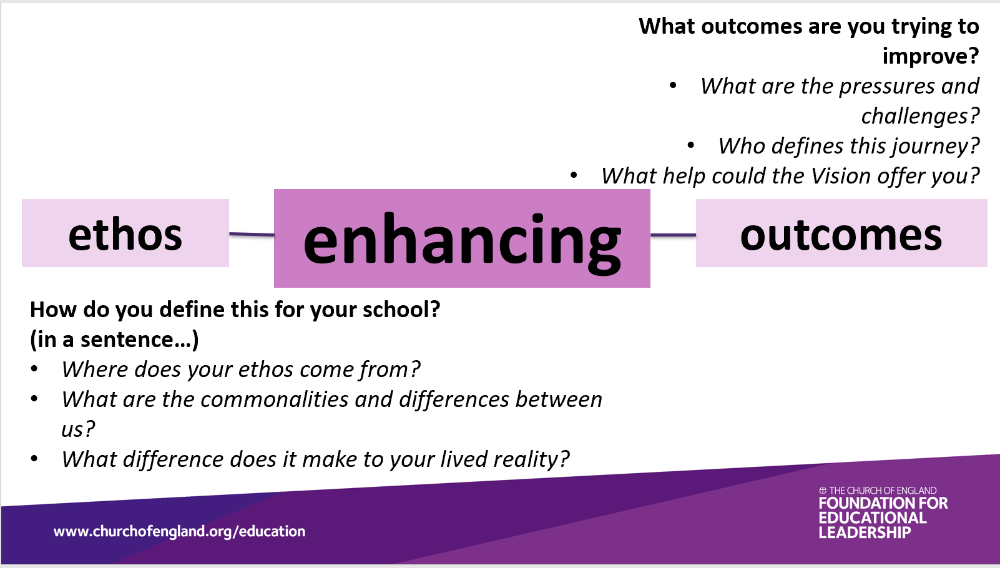 What outcomes are you trying to
improve?
• What are the pressures and
challenges?
• Who defines this journey?
• What help could the Vision offer you?
ethos
enhancing
outcomes
How do you define this for your school?
(in a sentence...)
• Where does your ethos come from?
• What are the commonalities and differences between
us?
• What difference does it make to your lived reality?
www.churchofengland.org/education
THE CHURCH OF ENGLAND
FOUNDATION FOR
EDUCATIONAL
LEADERSHIP